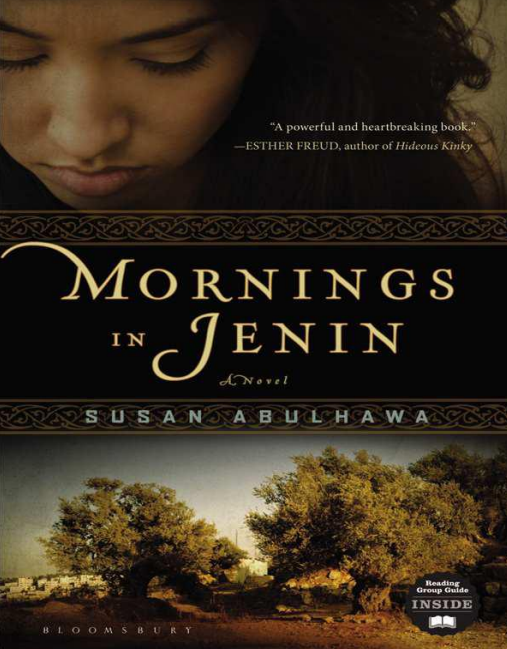 "A powerful and heartbreaking book."
—ESTHER FREUD, author of Hideous Kinky
MORNINGS
IN JENIN
A Novel
SUSAN ABULHAWA
Reading
Group Guide
INSIDE
BLOOMSBURY